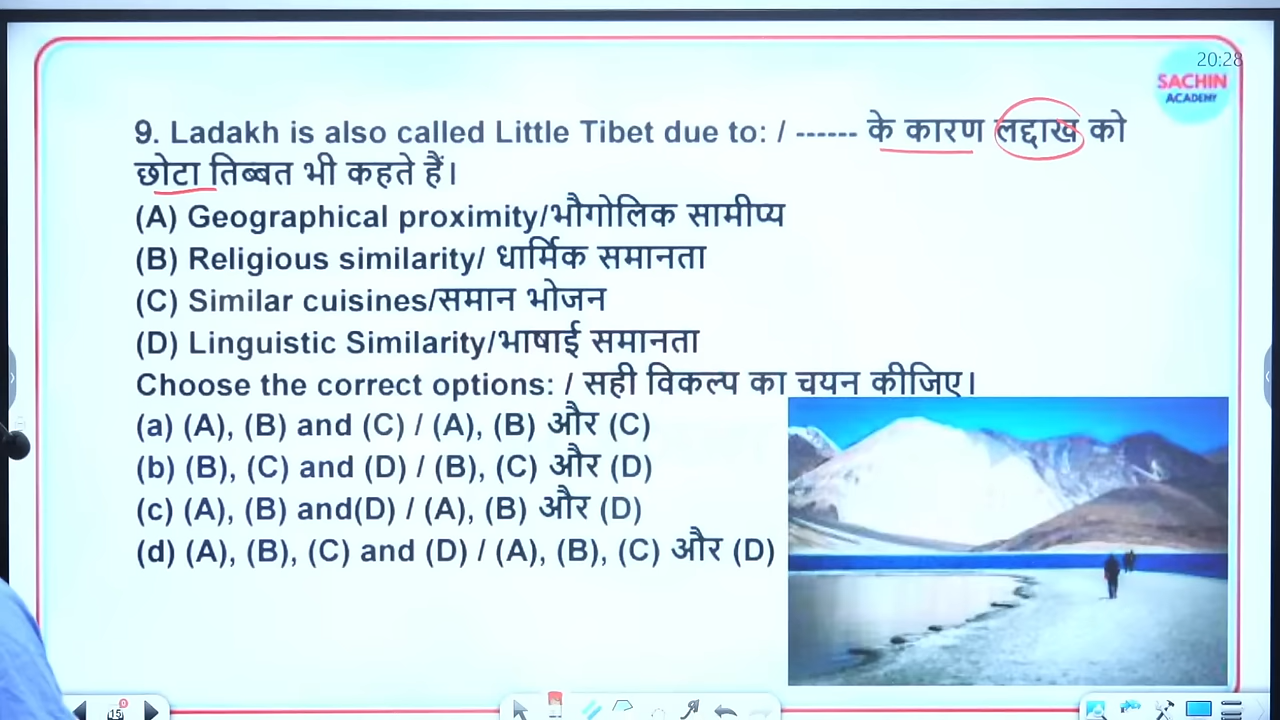 20:28
SACHIN
ACADEMY
9. Ladakh is also called Little Tibet due to: / ------ के कारण लद्दाख को
छोटा तिब्बत भी कहते हैं।
(A) Geographical proximity/भौगोलिक सामीप्य
(B) Religious similarity/ धार्मिक समानता
(C) Similar cuisines/समान भोजन
(D) Linguistic Similarity/भाषाई समानता
Choose the correct options: / सही विकल्प का चयन कीजिए।
(a) (A), (B) and (C) / (A), (B) और (C)
(b) (B), (C) and (D) / (B), (C) और (D)
(c) (A), (B) and(D) / (A), (B) और (D)
(d) (A), (B), (C) and (D) / (A), (B), (C) और (D)
15